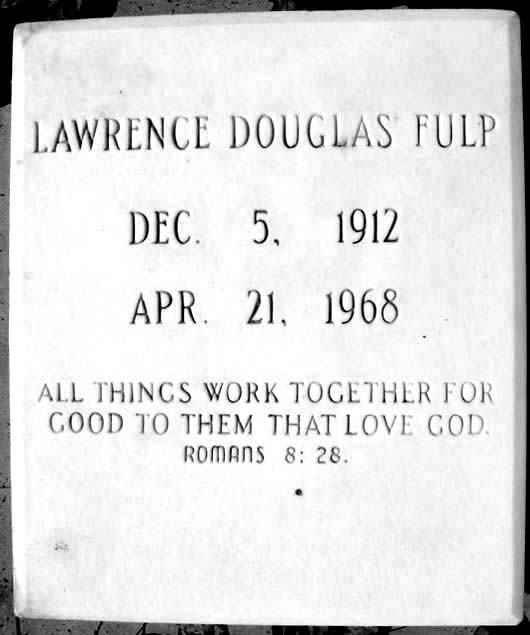 LAWRENCE DOUGLAS FULP
DEC. 5, 1912
APR. 21, 1968
ALL THINGS WORK TOGETHER FOR
GOOD TO THEM THAT LOVE GOD.
ROMANS 8: 28.